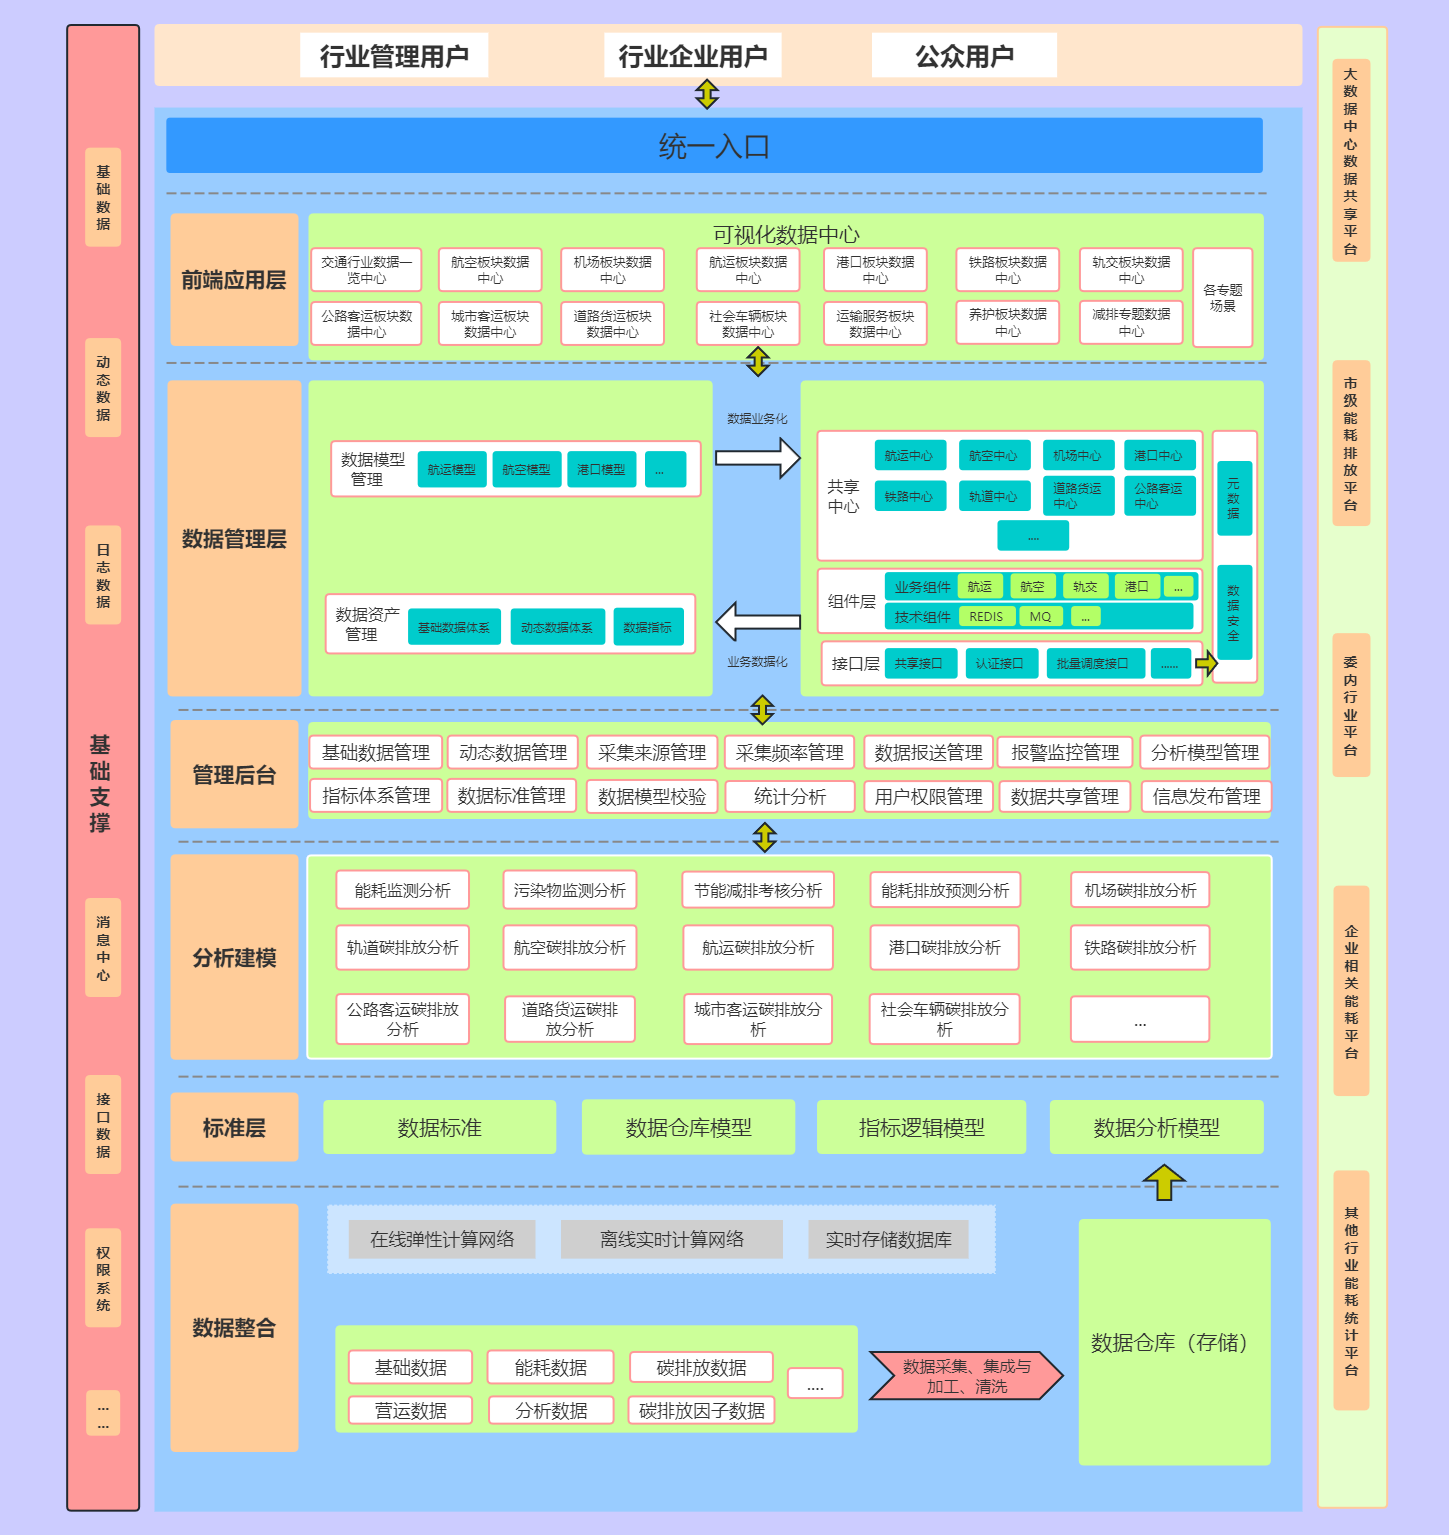 行业管理用户
行业企业用户
公众用户
统一入口
前端应用层
可视化数据中心
交通行业数据一
览中心
航空板块数据
中心
机场板块数据
中心
航运板块数据
中心
港口板块数据
中心
铁路板块数据
中心
轨交板块数据
中心
公路客运板块数
据中心
城市客运板块
数据中心
道路货运板块
数据中心
社会车辆板块
数据中心
运输服务板块
数据中心
养护板块数据
中心
减排专题数据
中心
各专题
场景
数据管理层
数据模型
管理
航运模型
航空模型
港口模型
...
数据资产
管理
基础数据体系
动态数据体系
数据指标
数据业务化
业务数据化
共享
中心
航运中心
航空中心
机场中心
港口中心
铁路中心
轨道中心
道路货运
中心
公路客运
中心
....
组件层
业务组件
航运
航空
轨交
港口
...
技术组件
REDIS
MQ
...
接口层
共享接口
认证接口
批量调度接口
......
元
数
据
数
据
安
全
管理后台
基础数据管理
动态数据管理
采集来源管理
采集频率管理
数据报送管理
报警监控管理
分析模型管理
指标体系管理
数据标准管理
数据模型校验
统计分析
用户权限管理
数据共享管理
信息发布管理
分析建模
能耗监测分析
污染物监测分析
节能减排考核分析
能耗排放预测分析
机场碳排放分析
轨道碳排放分析
航空碳排放分析
航运碳排放分析
港口碳排放分析
铁路碳排放分析
公路客运碳排放
分析
道路货运碳排
放分析
城市客运碳排放分
析
社会车辆碳排放分
析
...
标准层
数据标准
数据仓库模型
指标逻辑模型
数据分析模型
数据整合
在线弹性计算网络
离线实时计算网络
实时存储数据库
基础数据
能耗数据
碳排放数据
....
营运数据
分析数据
碳排放因子数据
数据采集、集成与
加工、清洗
数据仓库（存储）
基
础
数
据
动
态
数
据
日
志
数
据
基
础
支
撑
消
息
中
心
接
口
数
据
权
限
系
统
...
...
大
数
据
中
心
数
据
共
享
平
台
市
级
能
耗
排
放
平
台
委
内
行
业
平
台
企
业
相
关
能
耗
平
台
其
他
行
业
能
耗
统
计
平
台